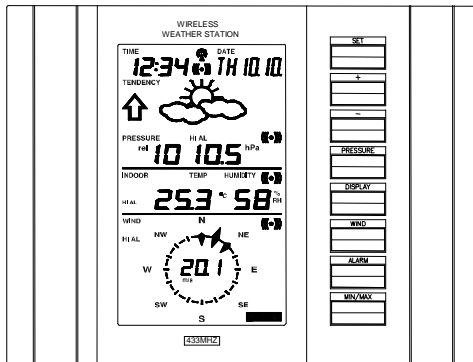 WIRELESS
WEATHER STATION
TIME DATE
12:34 TH 10.10.
TENDENCY
PRESSURE HI AL
rel 1010.5 hPa
INDOOR TEMP HUMIDITY
HI AL 25.3 °C 58 % RH
WIND
HI AL
N
NW NE
W 20.1 E
m/s
SW SE
S
433MHZ
SET
+
-
PRESSURE
DISPLAY
WIND
ALARM
MIN/MAX